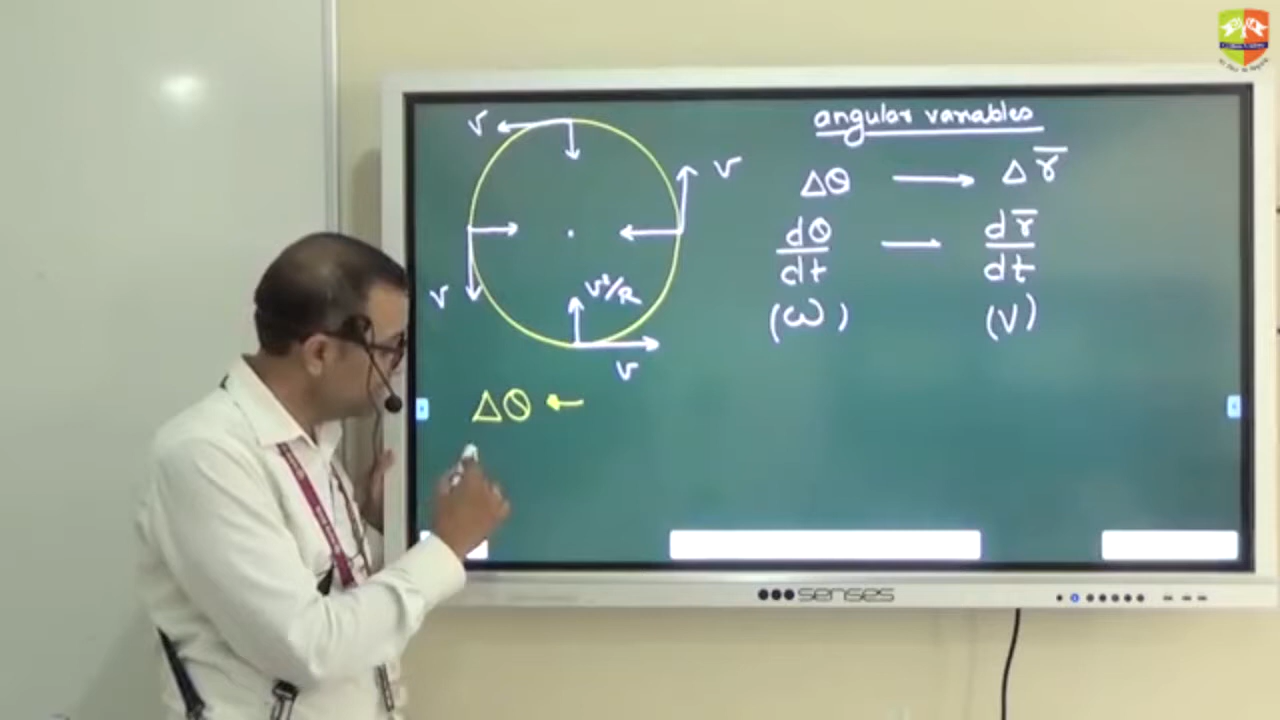 angular variables
V
V
V
V²/R
V
Δθ → Δr̅
dθ/dt — dr̅/dt
(ω) (V)
Δθ ←
senses